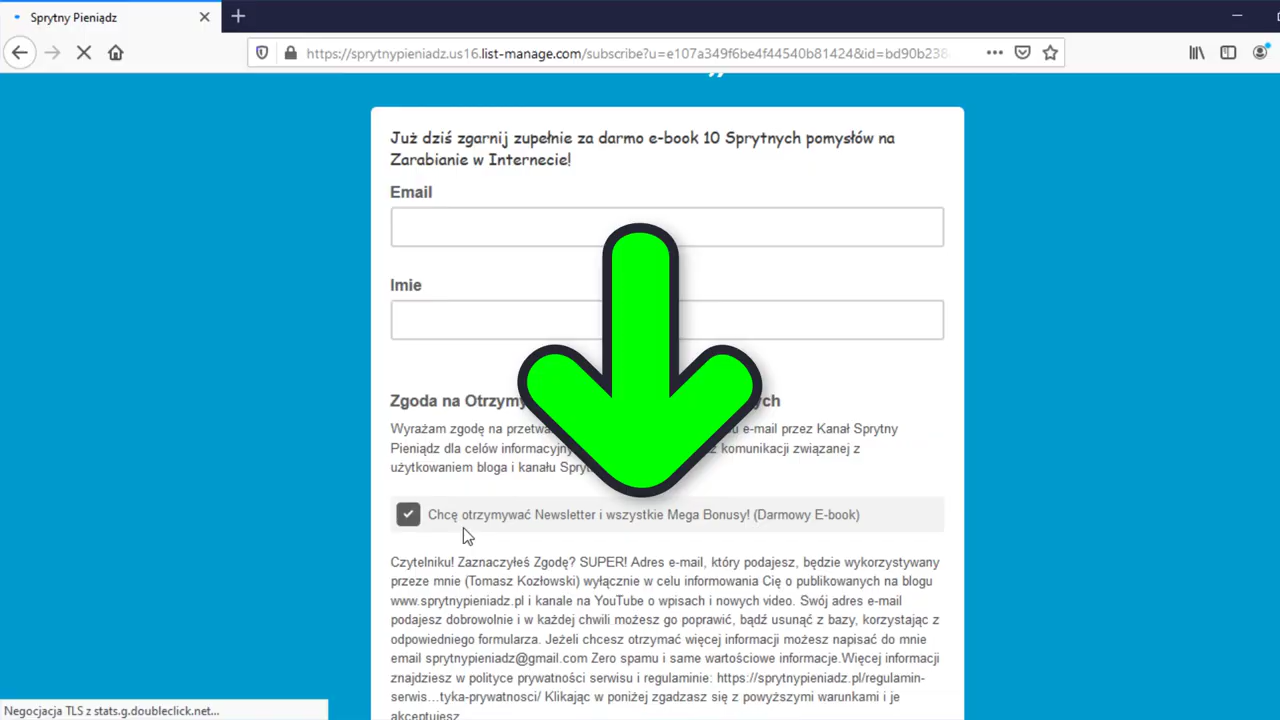 Sprytny Pieniądz
https://sprytnypieniadz.us16.list-manage.com/subscribe?u=e107a349f6be4f44540b81424&id=bd90b238
Już dziś zgarnij zupełnie za darmo e-book 10 Sprytnych pomysłów na
Zarabianie w Internecie!
Email
Imie
Zgoda na Otrzymy ych
Wyrażam zgodę na przetwa u e-mail przez Kanał Sprytny
Pieniądz dla celów informacyjny ż komunikacji związanej z
użytkowaniem bloga i kanału Spryt
Chcę otrzymywać Newsletter i wszystkie Mega Bonusy! (Darmowy E-book)
Czytelniku! Zaznaczyłeś Zgodę? SUPER! Adres e-mail, który podajesz, będzie wykorzystywany
przeze mnie (Tomasz Kozłowski) wyłącznie w celu informowania Cię o publikowanych na blogu
www.sprytnypieniadz.pl i kanale na YouTube o wpisach i nowych video. Swój adres e-mail
podajesz dobrowolnie i w każdej chwili możesz go poprawić, bądź usunąć z bazy, korzystając z
odpowiedniego formularza. Jeżeli chcesz otrzymać więcej informacji możesz napisać do mnie
email sprytnypieniadz@gmail.com Zero spamu i same wartościowe informacje.Więcej informacji
znajdziesz w polityce prywatności serwisu i regulaminie: https://sprytnypieniadz.pl/regulamin-
serwis…tyka-prywatnosci/ Klikając w poniżej zgadzasz się z powyższymi warunkami i je
akceptujesz
Negocjacja TLS z stats.g.doubleclick.net...